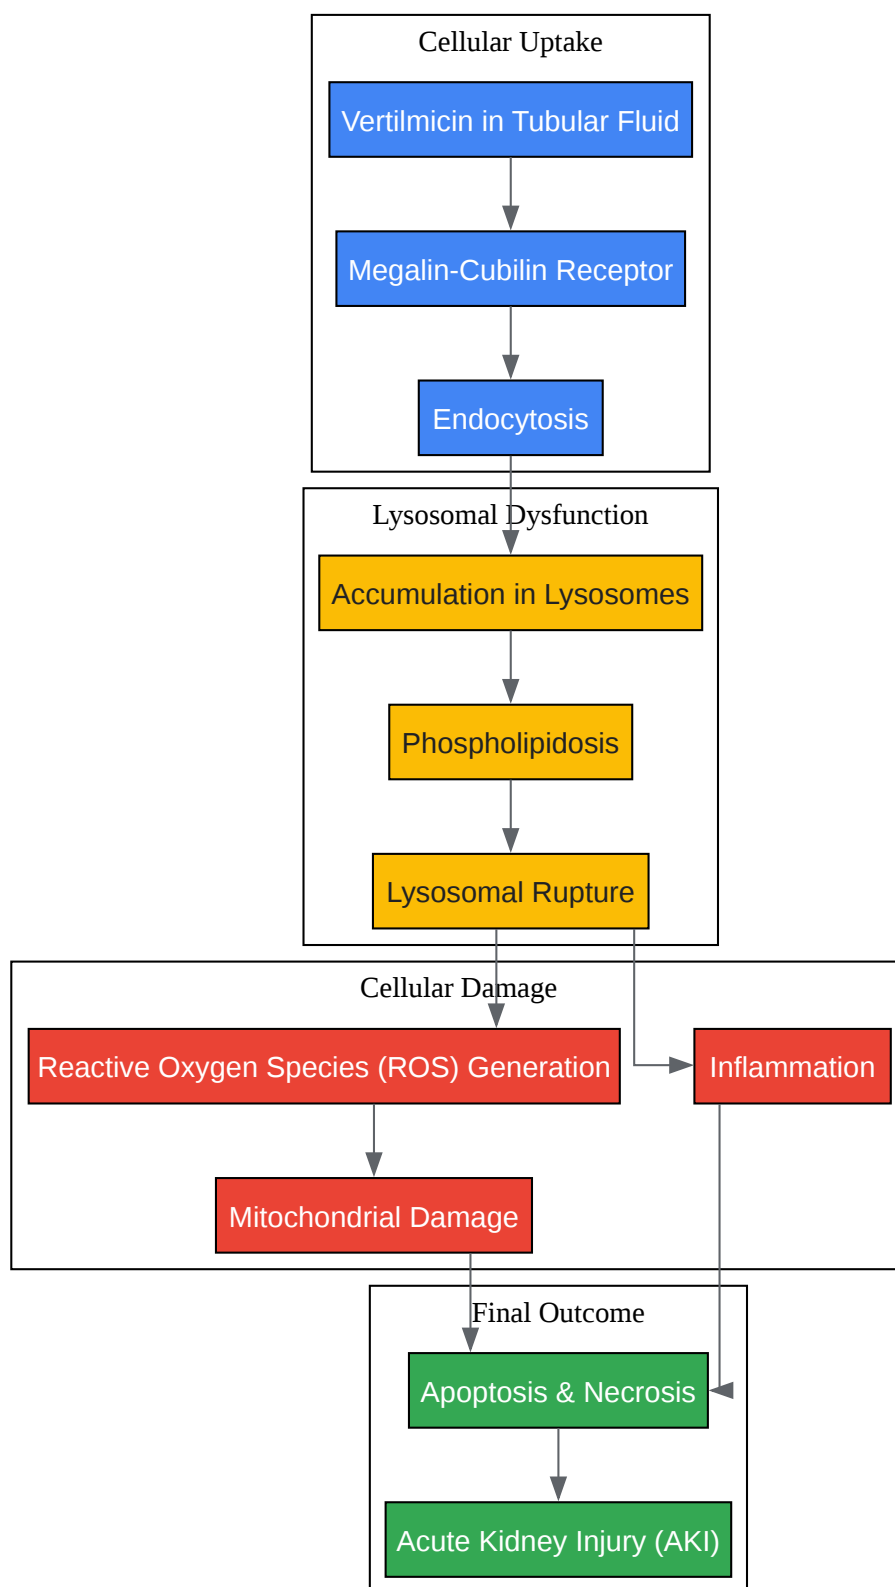 Cellular Uptake
Vertilmicin in Tubular Fluid
Megalin-Cubilin Receptor
Endocytosis
Lysosomal Dysfunction
Accumulation in Lysosomes
Phospholipidosis
Lysosomal Rupture
Cellular Damage
Reactive Oxygen Species (ROS) Generation
Inflammation
Mitochondrial Damage
Final Outcome
Apoptosis & Necrosis
Acute Kidney Injury (AKI)